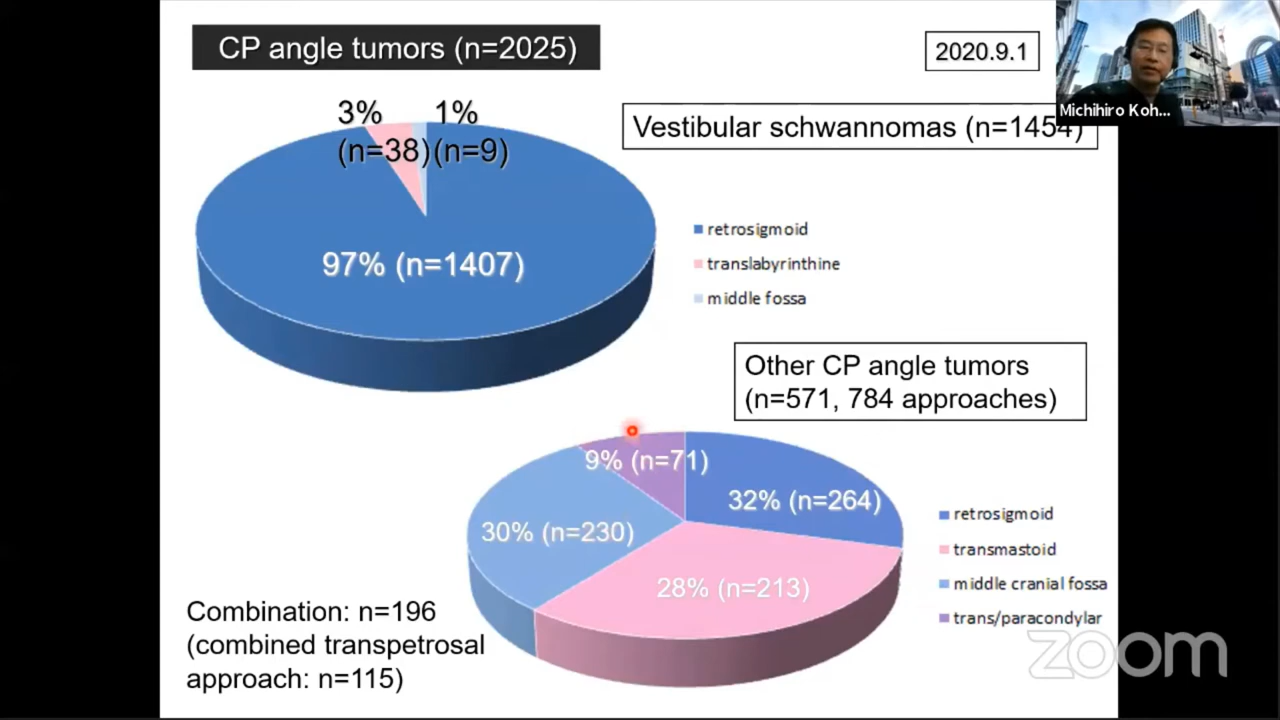 CP angle tumors (n=2025)
2020.9.1
Michihiro Koh...
Vestibular schwannomas (n=1454)
3%
(n=38)
1%
(n=9)
97% (n=1407)
retrosigmoid
translabyrinthine
middle fossa
Other CP angle tumors
(n=571, 784 approaches)
9% (n=71)
32% (n=264)
30% (n=230)
28% (n=213)
retrosigmoid
transmastoid
middle cranial fossa
trans/paracondylar
Combination: n=196
(combined transpetrosal
approach: n=115)
zoom